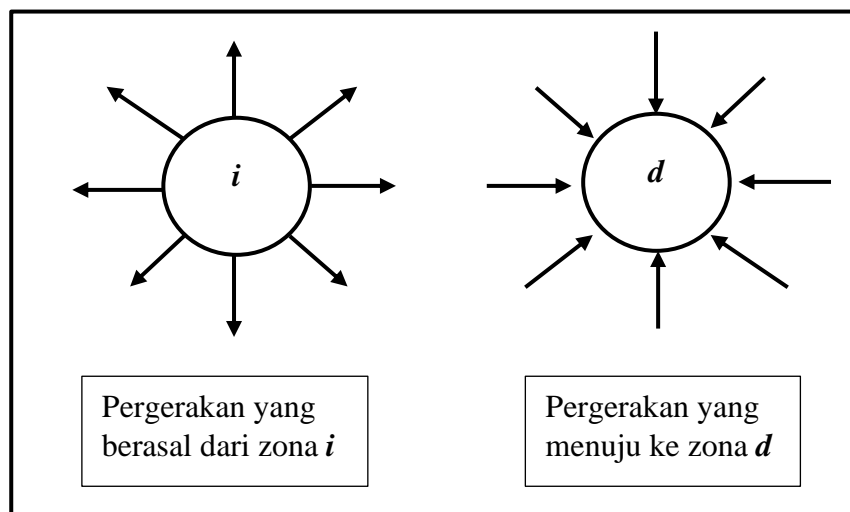 i
d
Pergerakan yang
berasal dari zona i
Pergerakan yang
menuju ke zona d